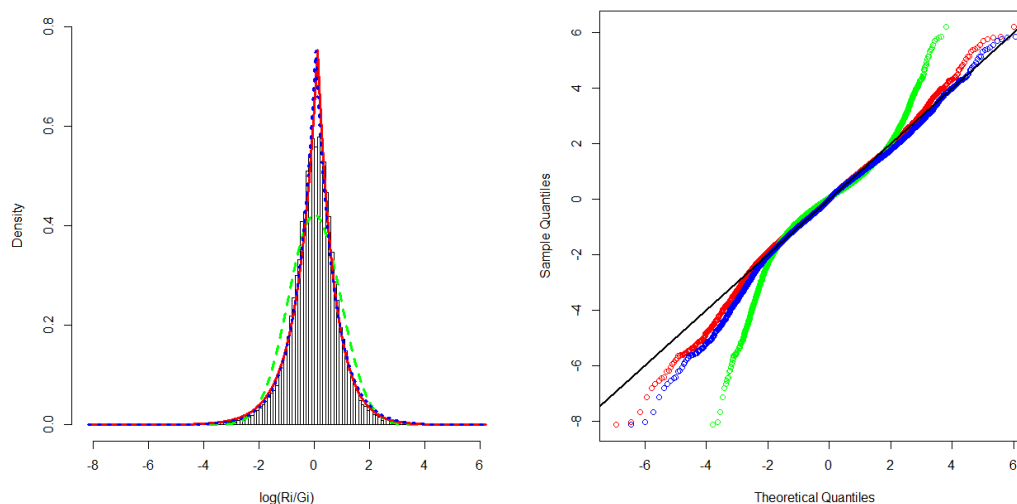 0.8
0.6
0.4
0.2
0.0
Density
-8 -6 -4 -2 0 2 4 6
log(Ri/Gi)
6
4
2
0
-2
-4
-6
-8
Sample Quantiles
-6 -4 -2 0 2 4 6
Theoretical Quantiles